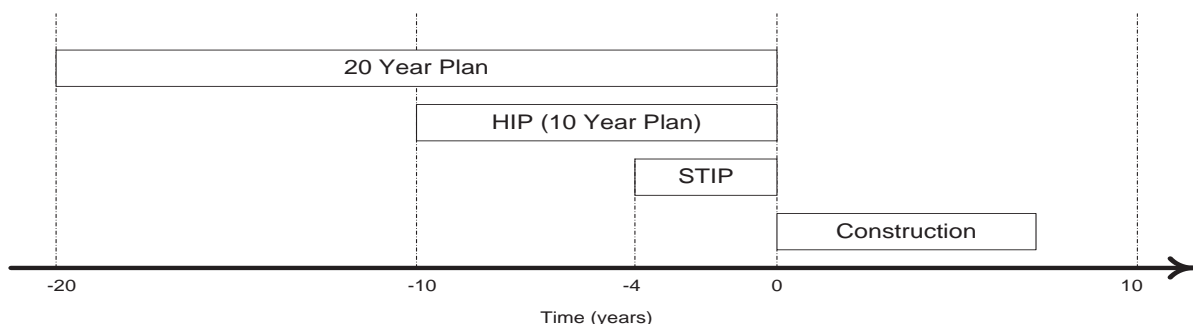 20 Year Plan
HIP (10 Year Plan)
STIP
Construction
-20 -10 -4 0 10
Time (years)